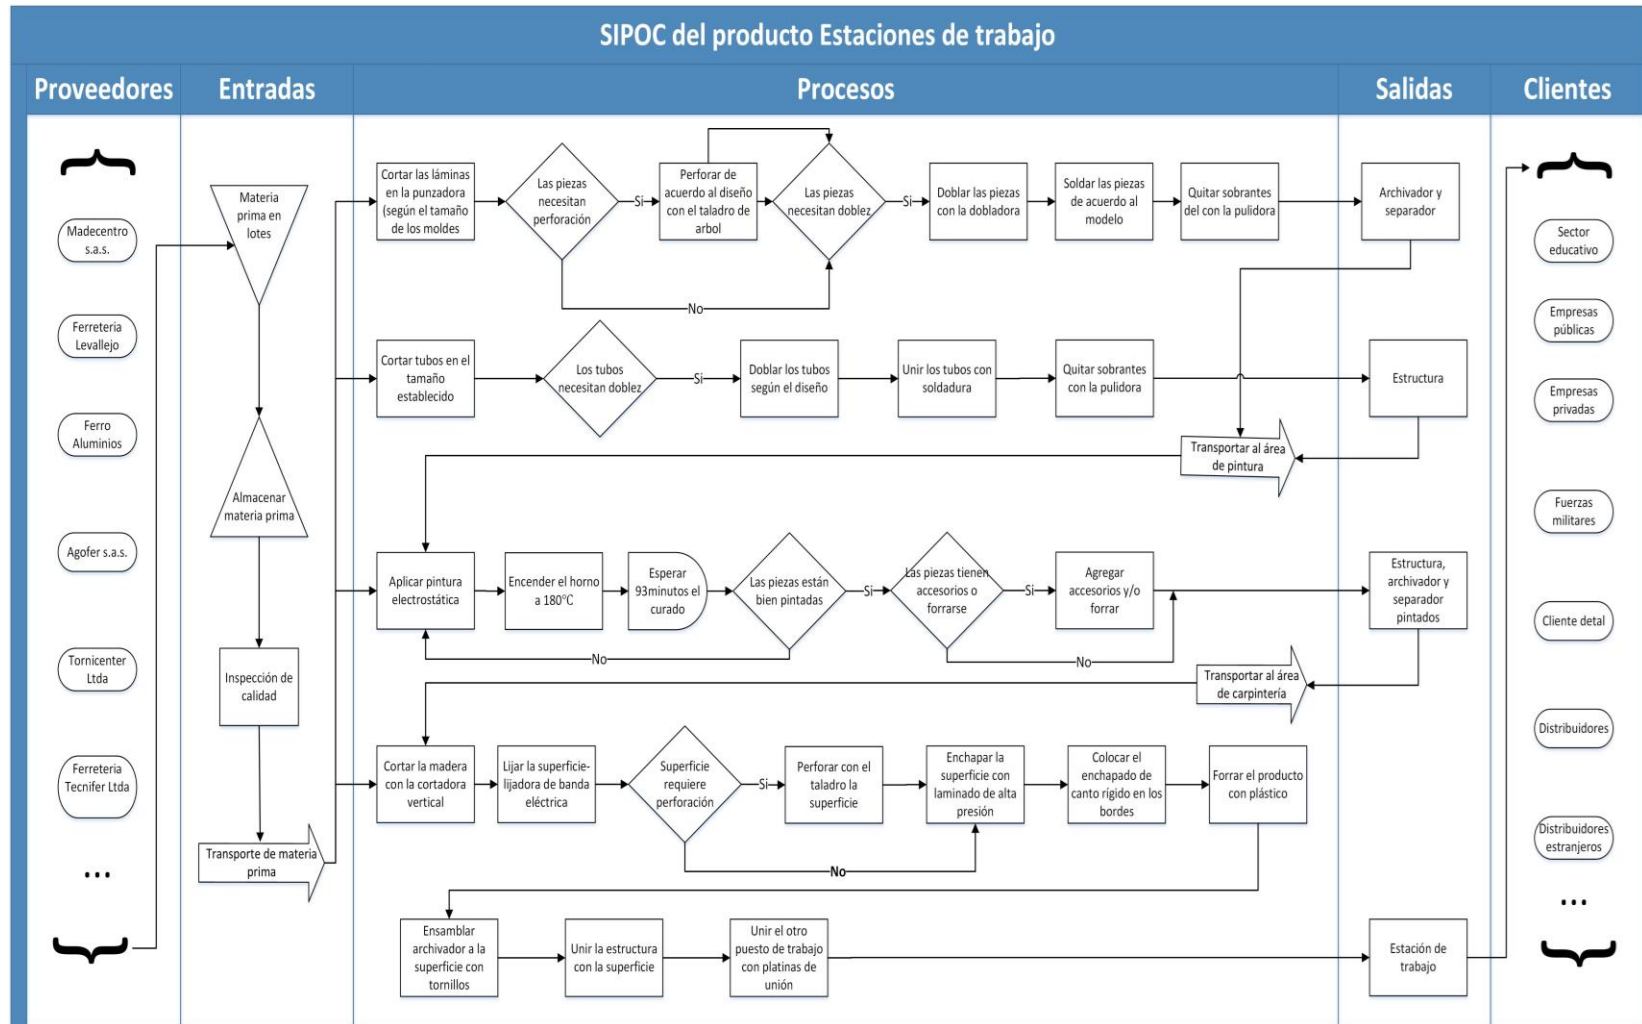 SIPOC del producto Estaciones de trabajo
Proveedores
Entradas
Procesos
Salidas
Clientes
Madecentro
s.a.s.
Ferreteria
Levallejo
Ferro
Aluminios
Agofer s.a.s.
Tornicenter
Ltda
Ferreteria
Tecnifer Ltda
...
Materia
prima en
lotes
Almacenar
materia prima
Inspección de
calidad
Transporte de materia
prima
Cortar las láminas
en la punzadora
(según el tamaño
de los moldes
Las piezas
necesitan
perforación
Si
No
Perforar de
acuerdo al diseño
con el taladro de
arbol
Las piezas
necesitan doblez
Si
Doblar las piezas
con la dobladora
Soldar las piezas
de acuerdo al
modelo
Quitar sobrantes
del con la pulidora
Archivador y
separador
Cortar tubos en el
tamaño
establecido
Los tubos
necesitan doblez
Si
Doblar los tubos
según el diseño
Unir los tubos con
soldadura
Quitar sobrantes
con la pulidora
Estructura
Transportar al área
de pintura
Aplicar pintura
electrostática
Encender el horno
a 180°C
Esperar
93minutos el
curado
Las piezas están
bien pintadas
Si
No
Las piezas tienen
accesorios o
forrarse
Si
No
Agregar
accesorios y/o
forrar
Estructura,
archivador y
separador
pintados
Transportar al área
de carpintería
Cortar la madera
con la cortadora
vertical
Lijar la superficie-
lijadora de banda
eléctrica
Superficie
requiere
perforación
Si
No
Perforar con el
taladro la
superficie
Enchapar la
superficie con
laminado de alta
presión
Colocar el
enchapado de
canto rígido en los
bordes
Forrar el producto
con plástico
Ensamblar
archivador a la
superficie con
tornillos
Unir la estructura
con la superficie
Unir el otro
puesto de trabajo
con platinas de
unión
Estación de
trabajo
Sector
educativo
Empresas
públicas
Empresas
privadas
Fuerzas
militares
Cliente detal
Distribuidores
Distribuidores
estranjeros
...